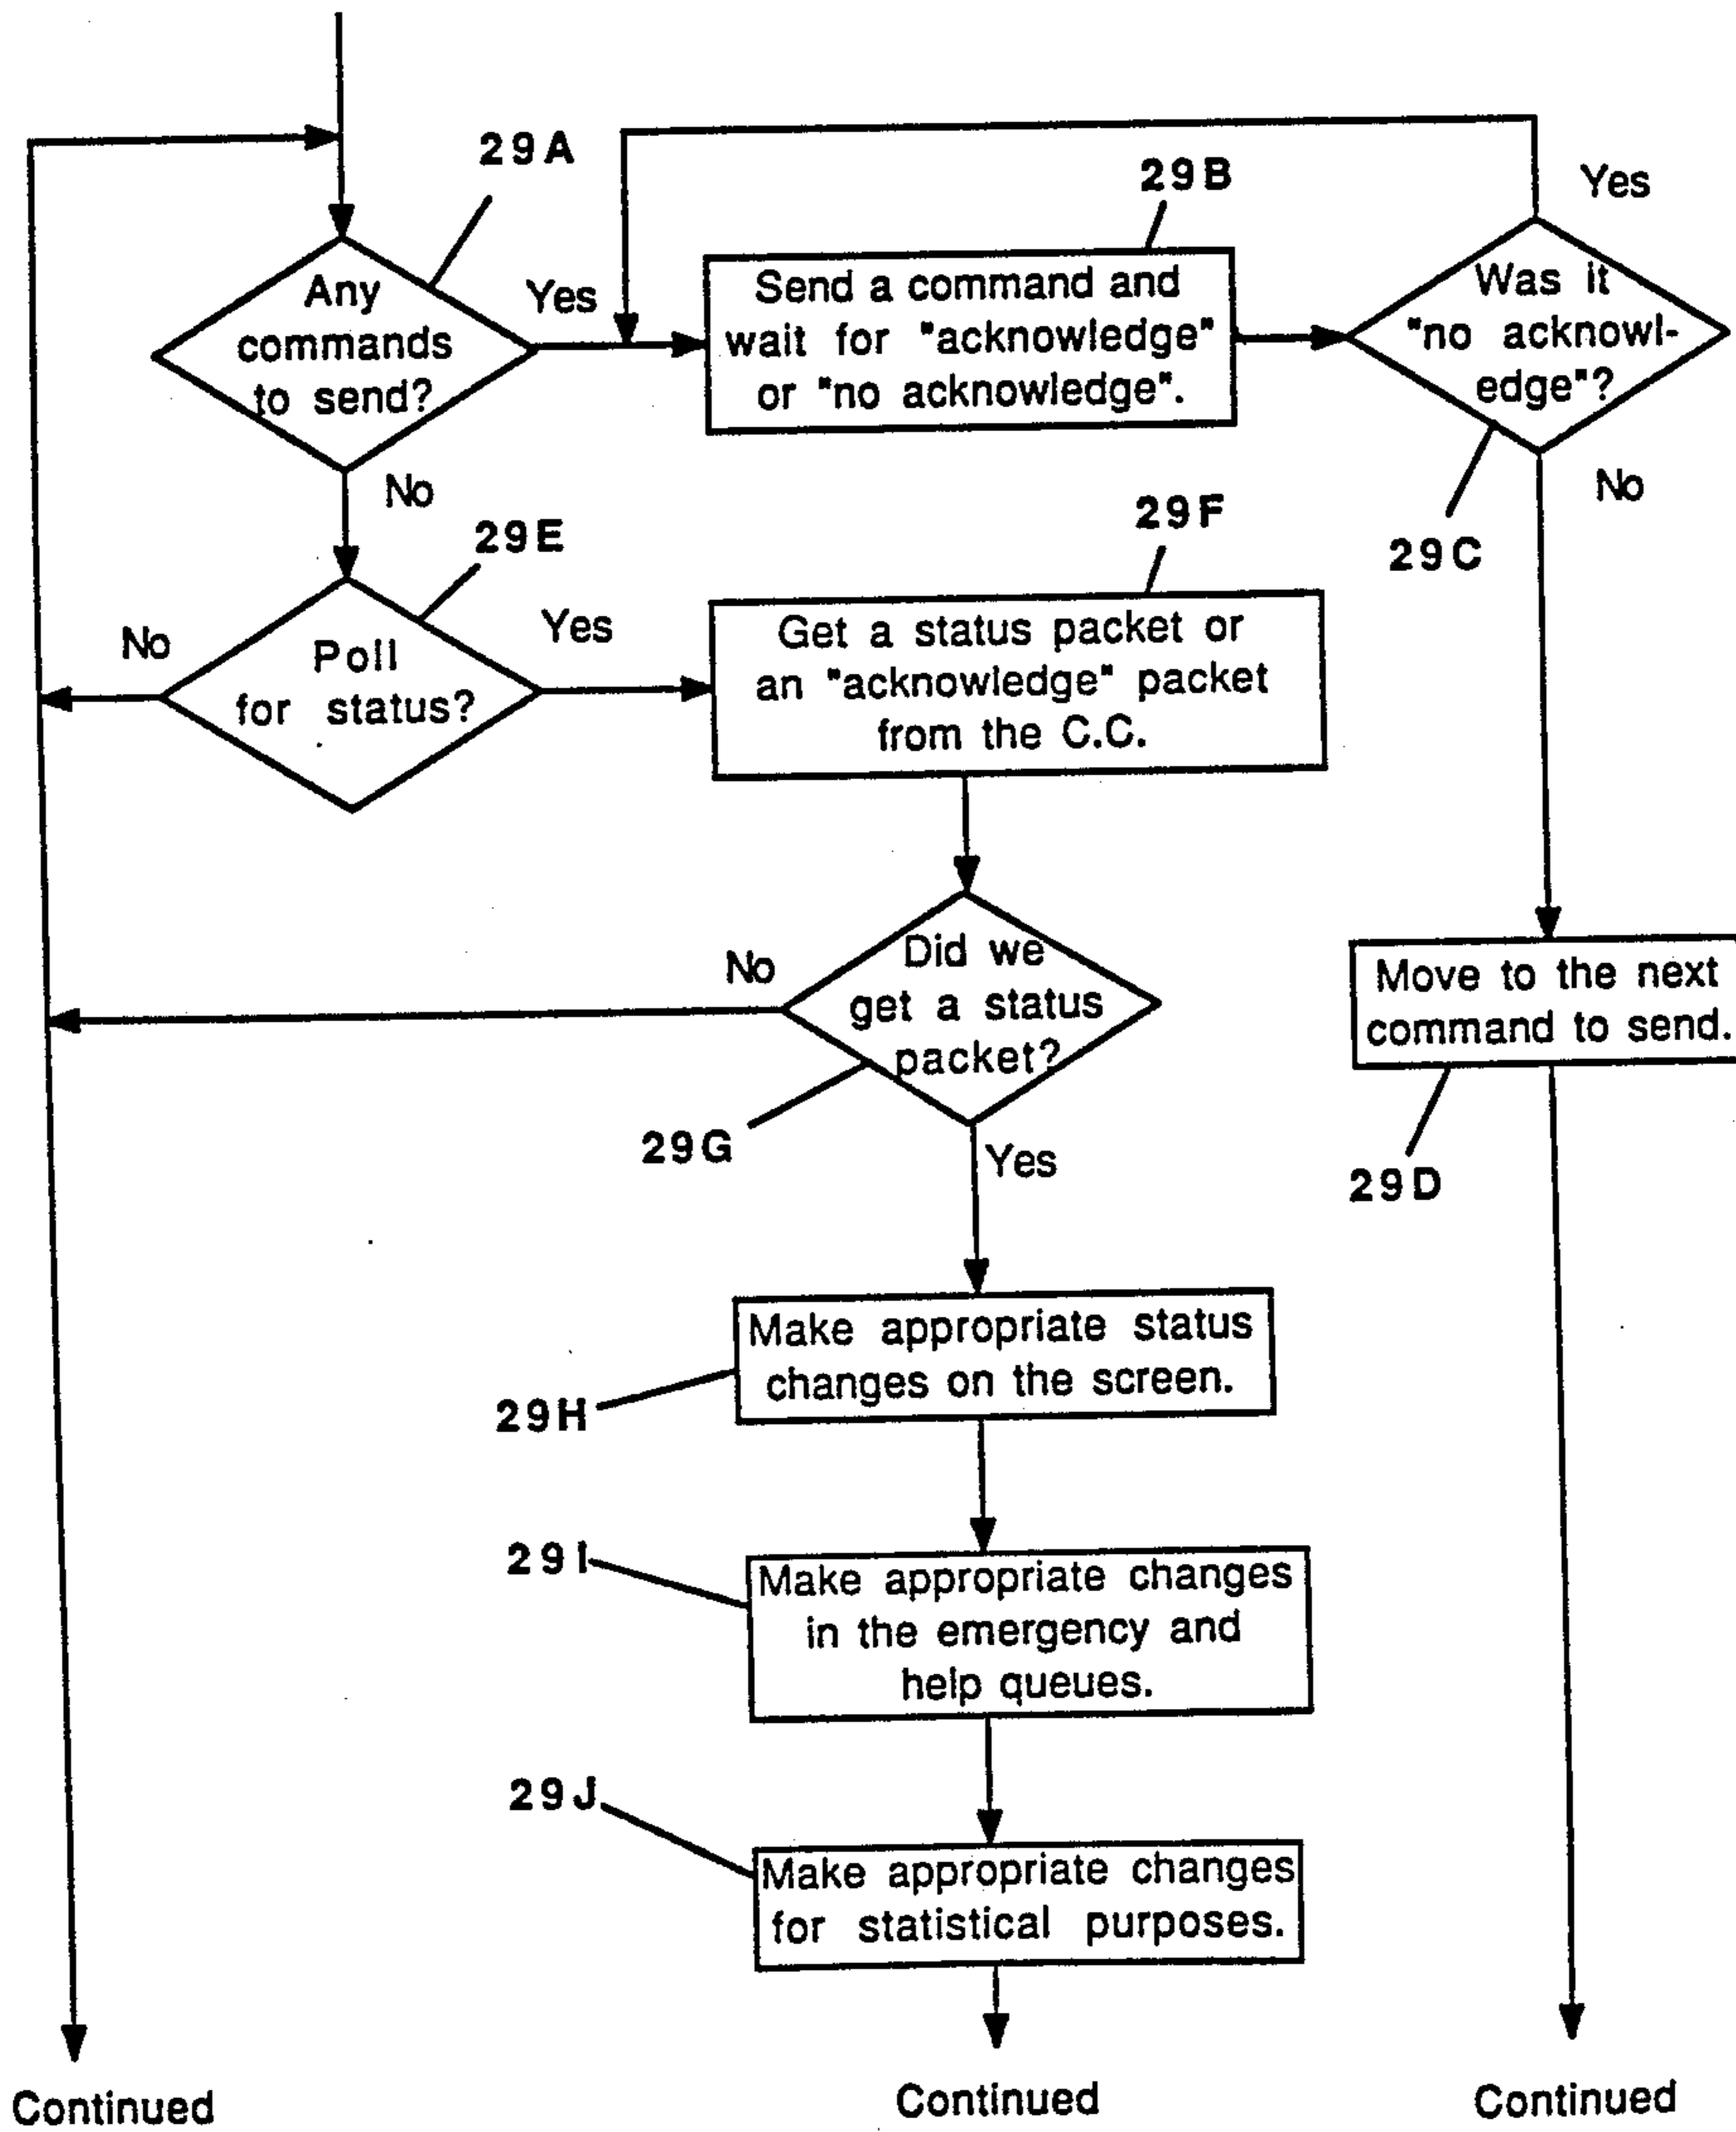 29A
29B
Yes
Any
commands
to send?
Yes
Send a command and
wait for "acknowledge"
or "no acknowledge".
Was it
"no acknowl-
edge"?
No
No
29C
29E
29F
No
Poll
for status?
Yes
Get a status packet or
an "acknowledge" packet
from the C.C.
No
Did we
get a status
packet?
Move to the next
command to send.
29G
Yes
29D
Make appropriate status
changes on the screen.
29H
29I
Make appropriate changes
in the emergency and
help queues.
29J
Make appropriate changes
for statistical purposes.
Continued
Continued
Continued